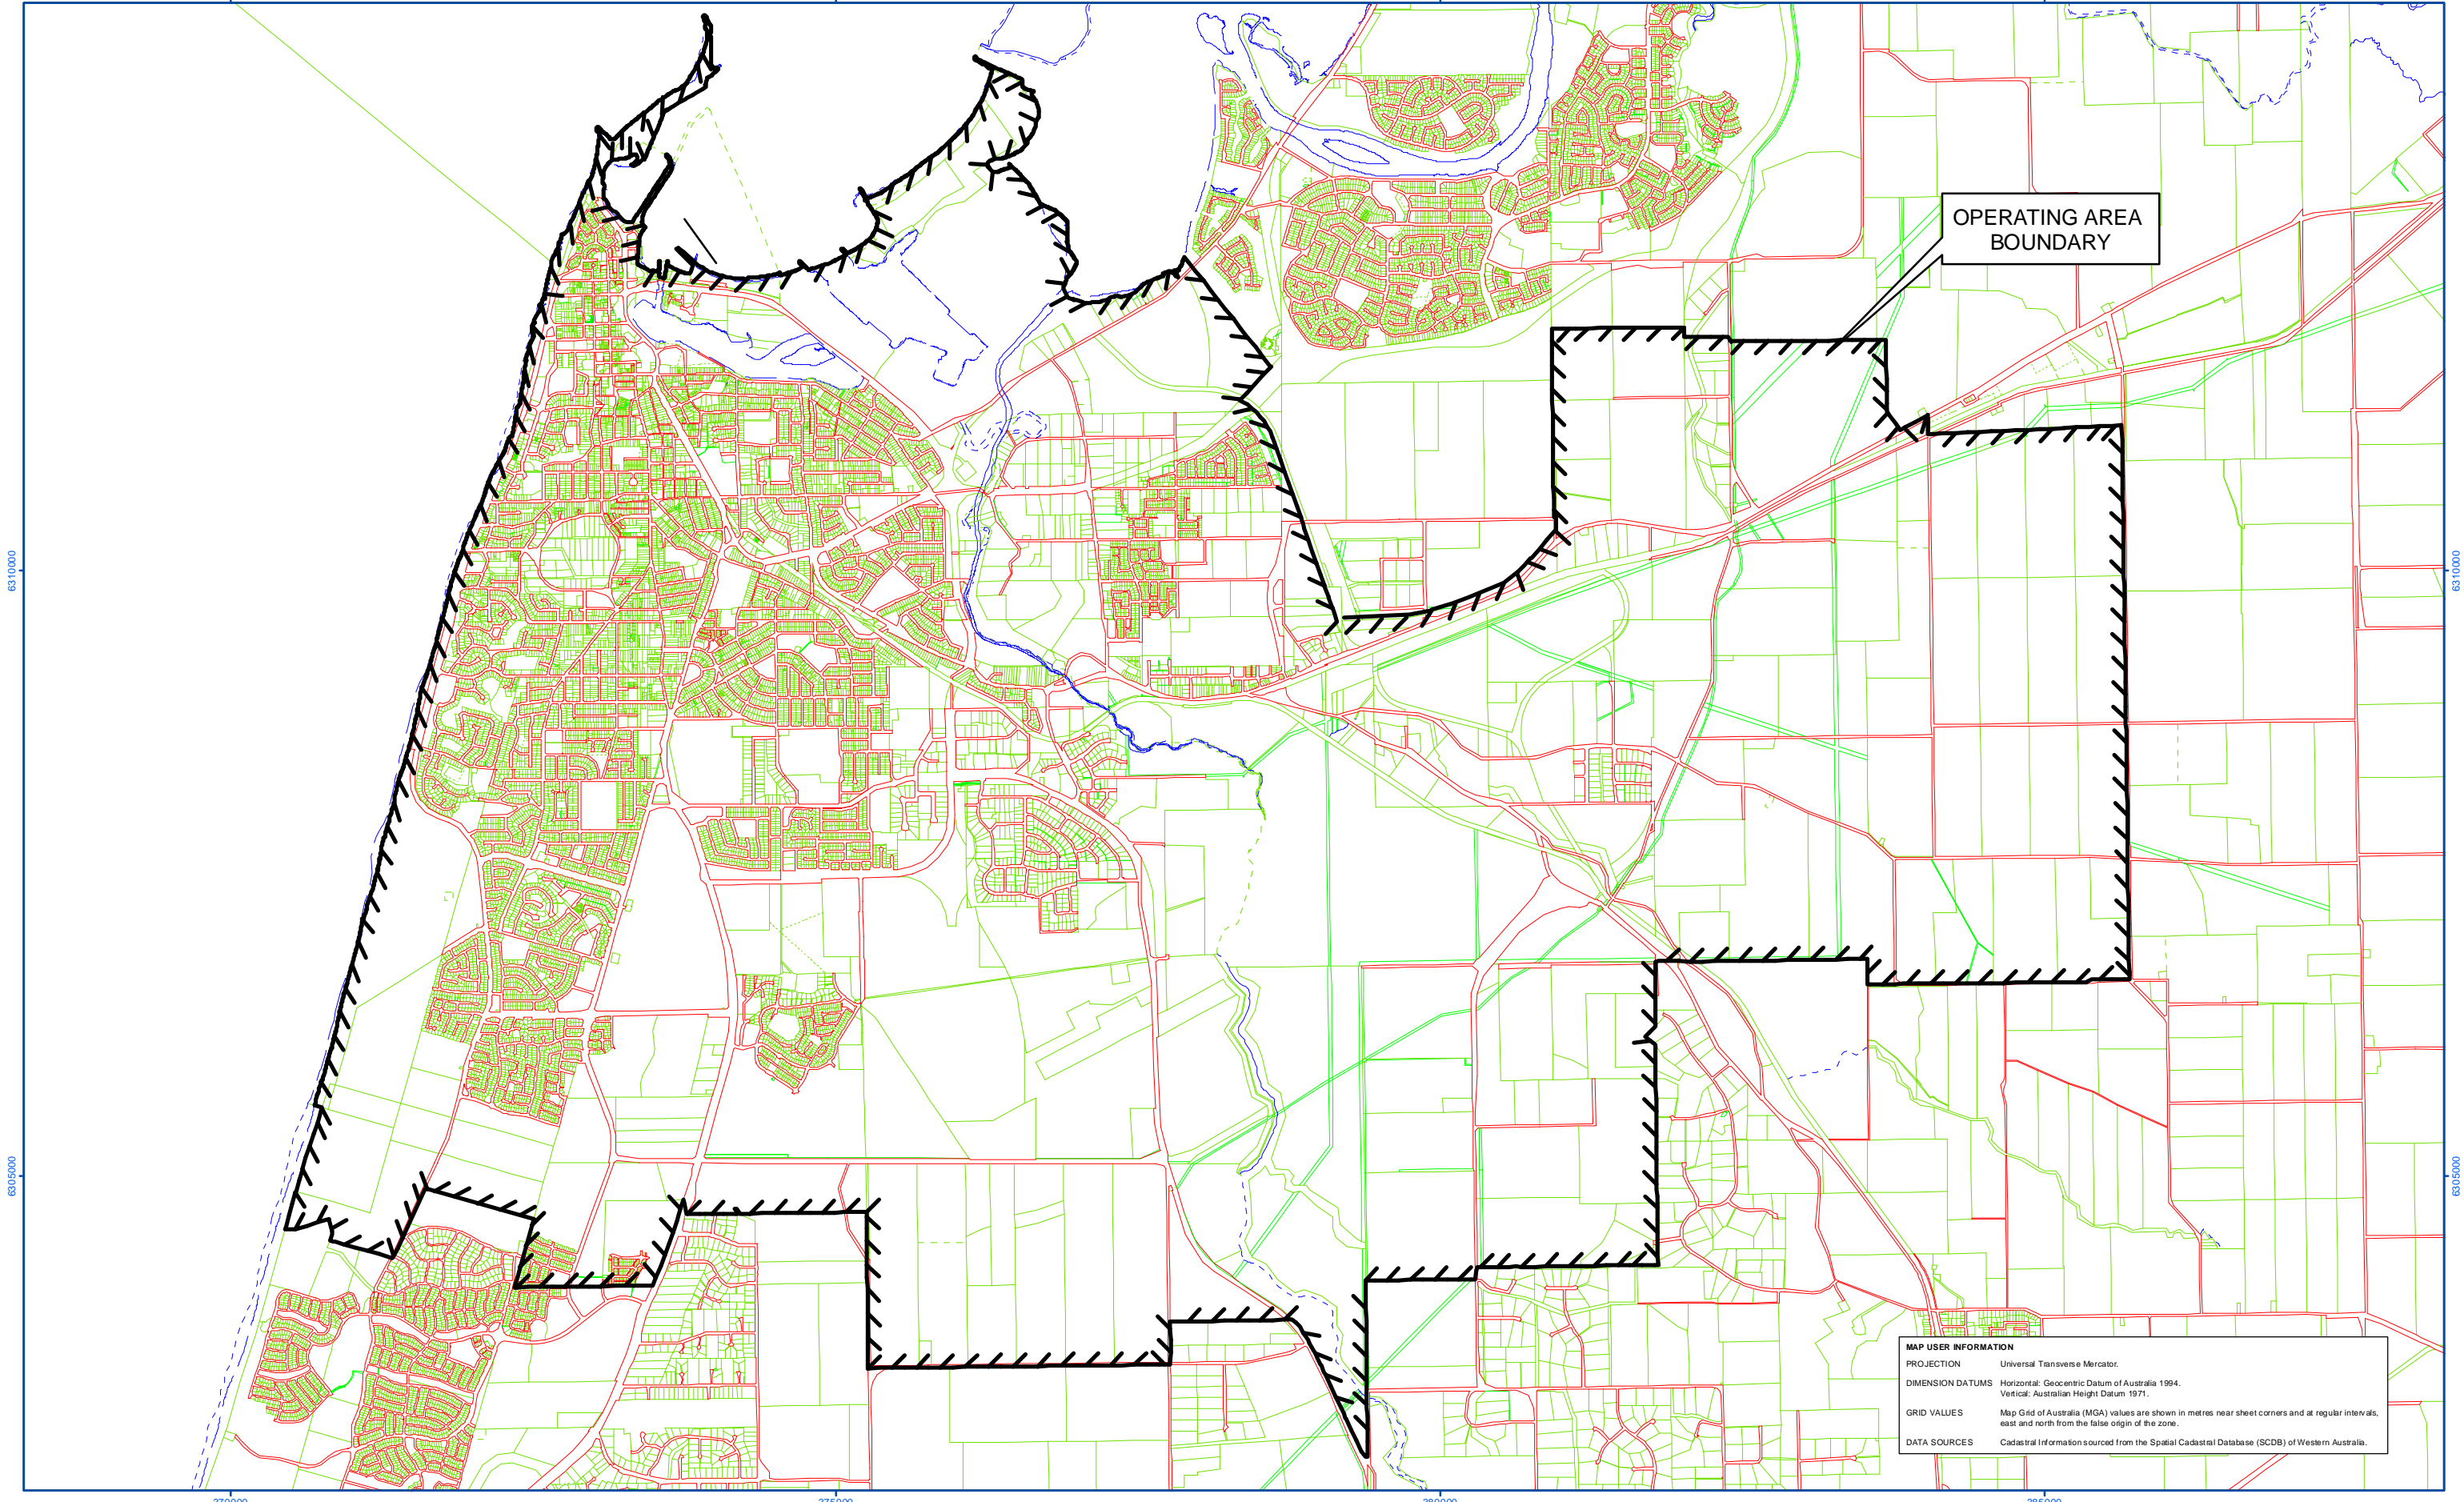 OPERATING AREA
BOUNDARY
6310000
6310000
6305000
6305000
MAP USER INFORMATION
PROJECTION Universal Transverse Mercator.
DIMENSION DATUMS Horizontal: Geocentric Datum of Australia 1994.
Vertical: Australian Height Datum 1971.
GRID VALUES Map Grid of Australia (MGA) values are shown in metres near sheet corners and at regular intervals,
east and north from the false origin of the zone.
DATA SOURCES Cadastral Information sourced from the Spatial Cadastral Database (SCDB) of Western Australia.